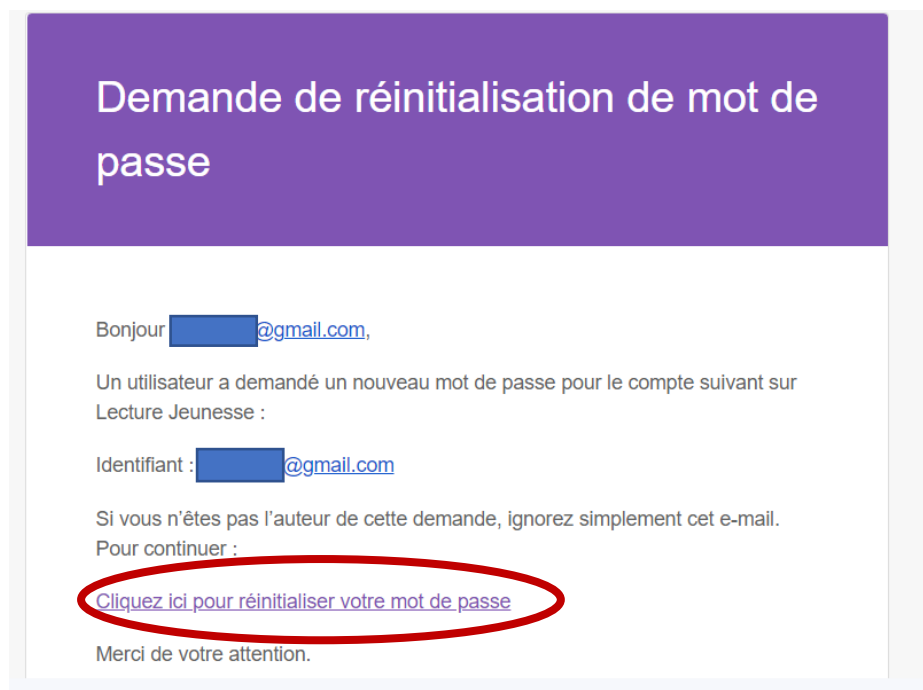 Demande de réinitialisation de mot de
passe
Bonjour @gmail.com,
Un utilisateur a demandé un nouveau mot de passe pour le compte suivant sur
Lecture Jeunesse :
Identifiant : @gmail.com
Si vous n’êtes pas l’auteur de cette demande, ignorez simplement cet e-mail.
Pour continuer :
Cliquez ici pour réinitialiser votre mot de passe
Merci de votre attention.